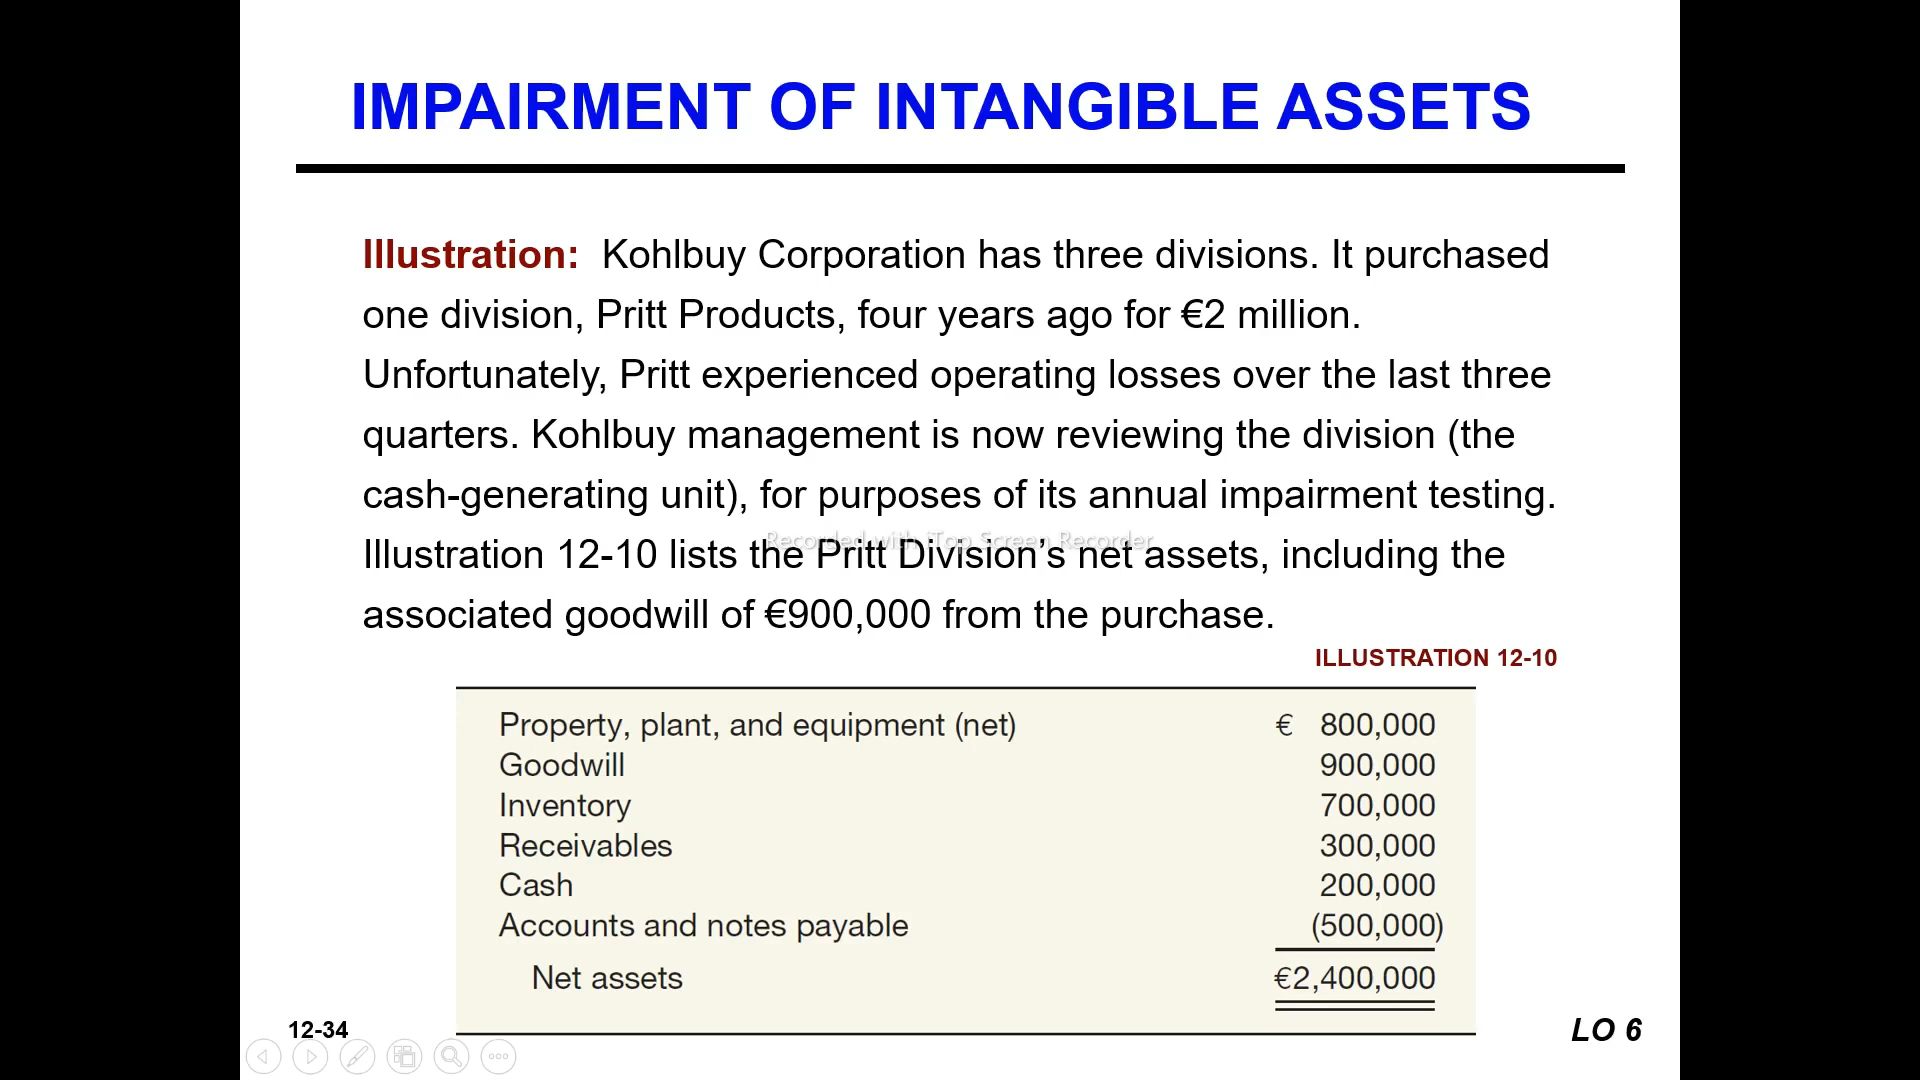 IMPAIRMENT OF INTANGIBLE ASSETS
Illustration: Kohlbuy Corporation has three divisions. It purchased
one division, Pritt Products, four years ago for €2 million.
Unfortunately, Pritt experienced operating losses over the last three
quarters. Kohlbuy management is now reviewing the division (the
cash-generating unit), for purposes of its annual impairment testing.
Recorded with iTop Screen Recorder
Illustration 12-10 lists the Pritt Division’s net assets, including the
associated goodwill of €900,000 from the purchase.
ILLUSTRATION 12-10
Property, plant, and equipment (net) € 800,000
Goodwill 900,000
Inventory 700,000
Receivables 300,000
Cash 200,000
Accounts and notes payable (500,000)
Net assets €2,400,000
12-34
LO 6